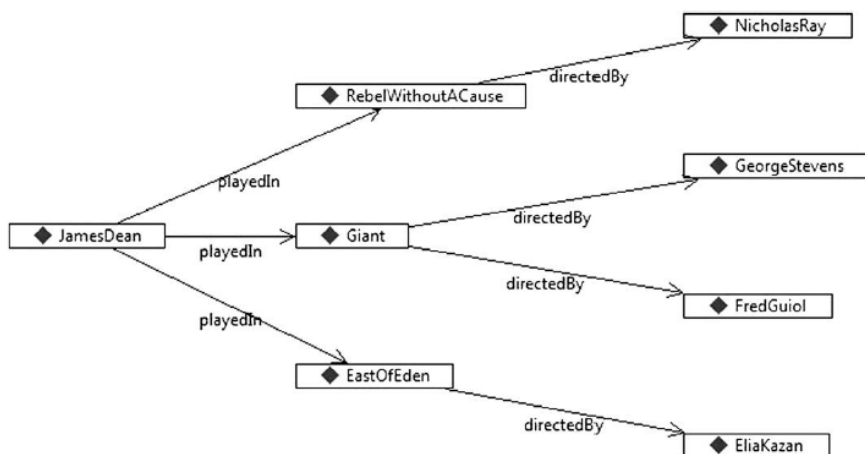 NicholasRay
directedBy
RebelWithoutACause
playedIn
GeorgeStevens
directedBy
JamesDean
playedIn
Giant
directedBy
FredGuiol
playedIn
EastOfEden
directedBy
EliaKazan